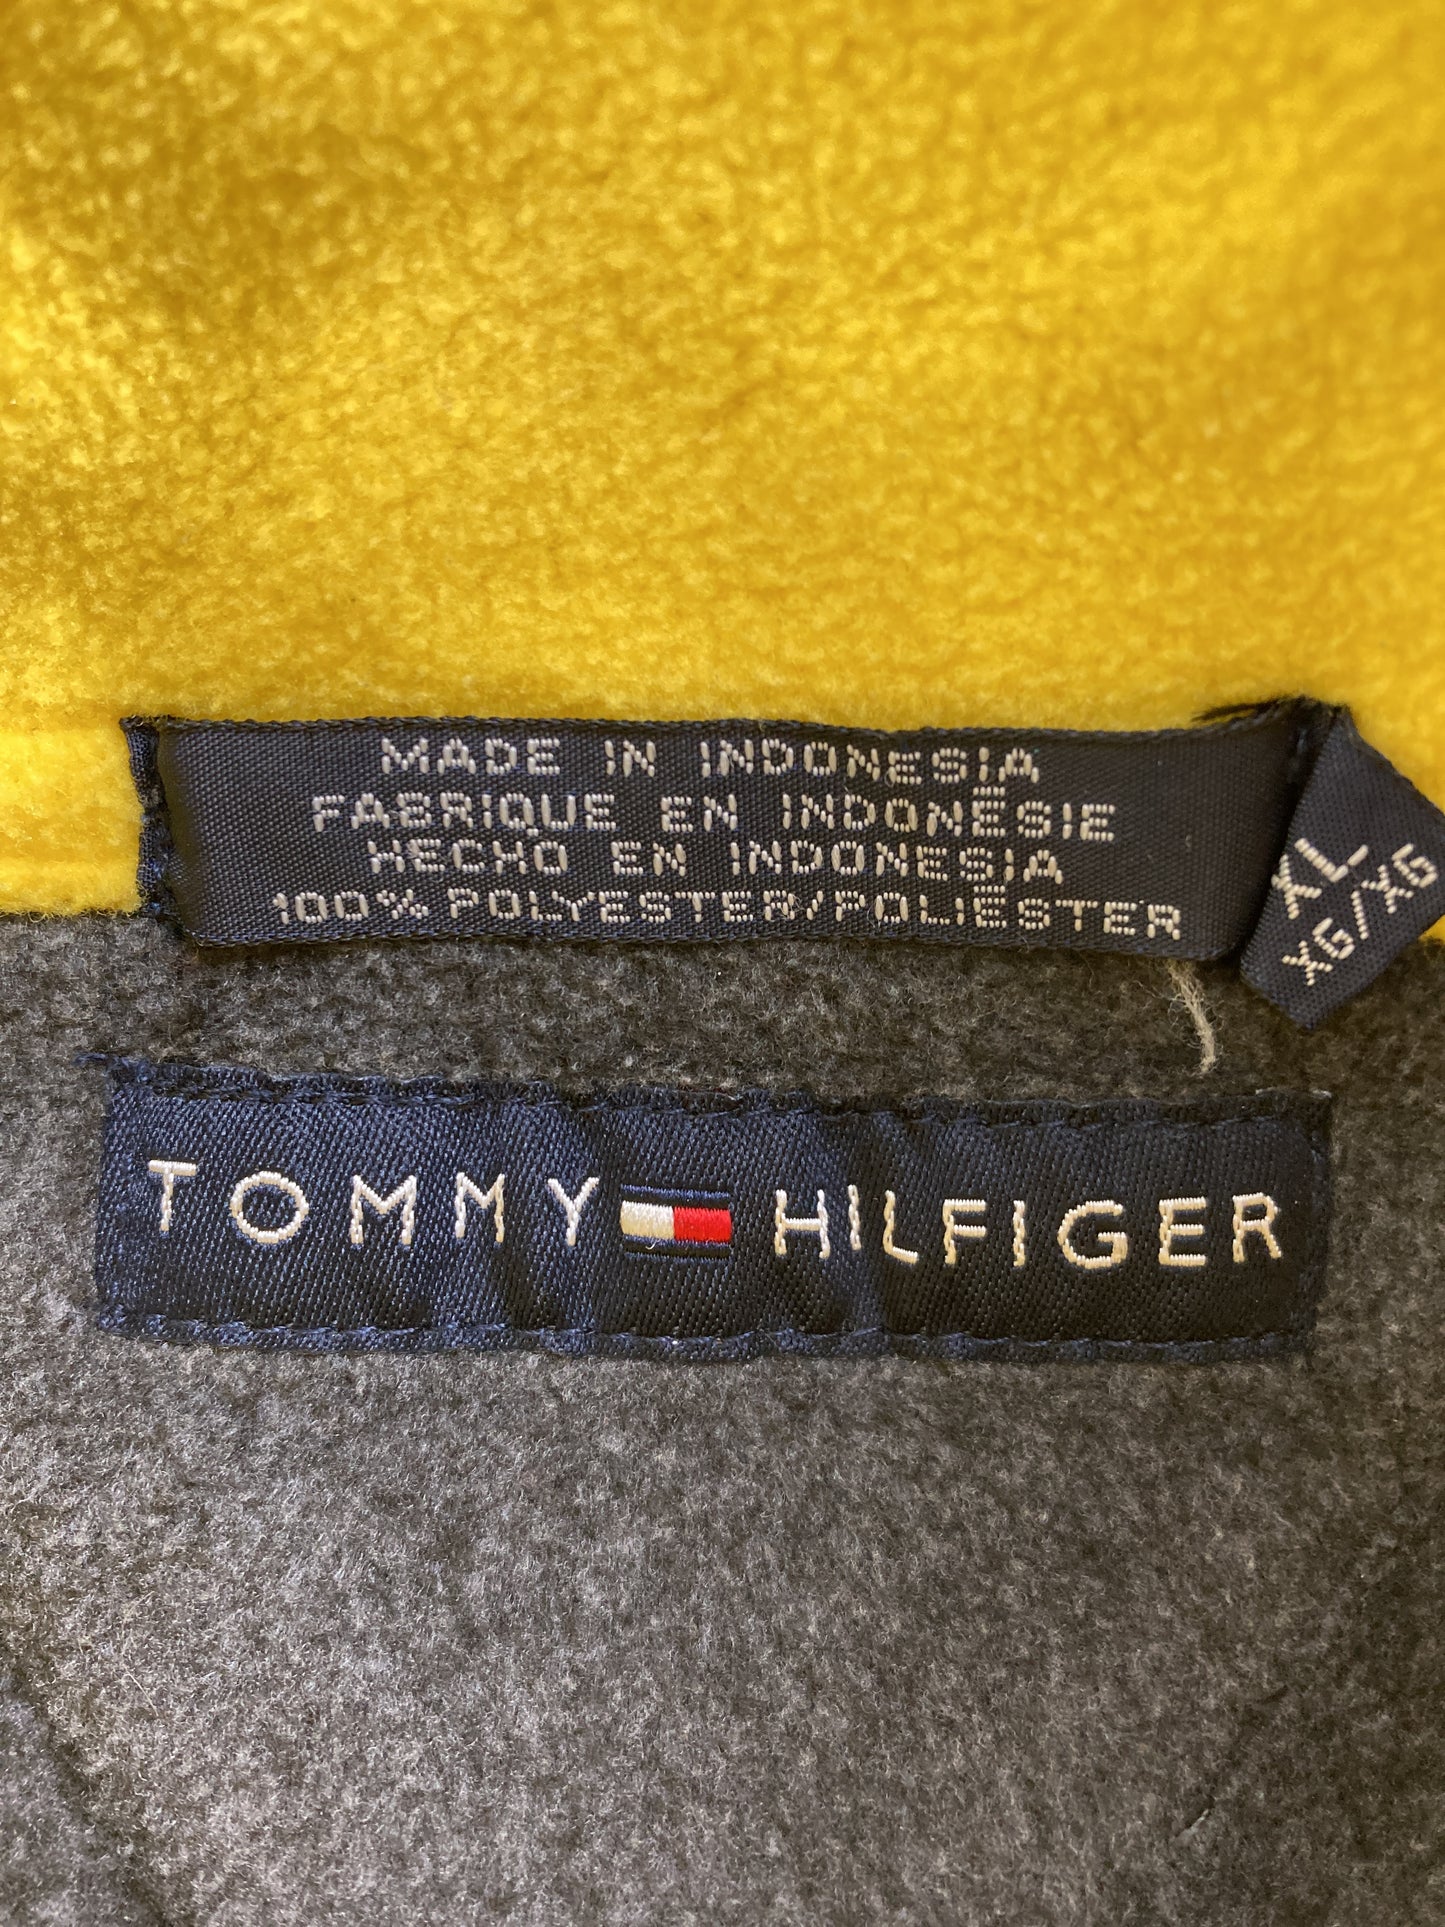 MADE IN INDONESIA
FABRIQUE EN INDONÉSIE
HECHO EN INDONESIA
100% POLYESTER/POLIÉSTER
XL
XG/XG
TOMMY HILFIGER